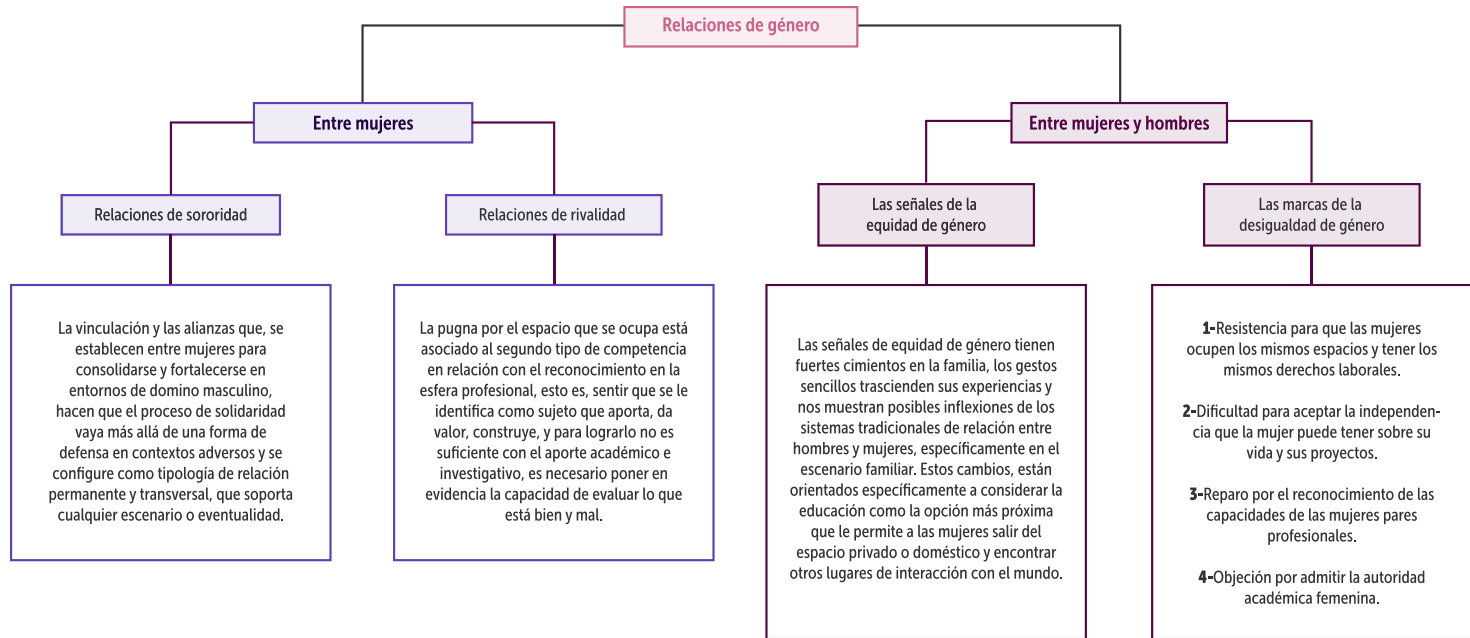 Relaciones de género
Entre mujeres
Entre mujeres y hombres
Relaciones de sororidad
Relaciones de rivalidad
Las señales de la
equidad de género
Las marcas de la
desigualdad de género
La vinculación y las alianzas que, se
establecen entre mujeres para
consolidarse y fortalecerse en
entornos de domino masculino,
hacen que el proceso de solidaridad
vaya más allá de una forma de
defensa en contextos adversos y se
configure como tipología de relación
permanente y transversal, que soporta
cualquier escenario o eventualidad.
La pugna por el espacio que se ocupa está
asociado al segundo tipo de competencia
en relación con el reconocimiento en la
esfera profesional, esto es, sentir que se le
identifica como sujeto que aporta, da
valor, construye, y para lograrlo no es
suficiente con el aporte académico e
investigativo, es necesario poner en
evidencia la capacidad de evaluar lo que
está bien y mal.
Las señales de equidad de género tienen
fuertes cimientos en la familia, los gestos
sencillos trascienden sus experiencias y
nos muestran posibles inflexiones de los
sistemas tradicionales de relación entre
hombres y mujeres, específicamente en el
escenario familiar. Estos cambios, están
orientados específicamente a considerar la
educación como la opción más próxima
que le permite a las mujeres salir del
espacio privado o doméstico y encontrar
otros lugares de interacción con el mundo.
1-Resistencia para que las mujeres
ocupen los mismos espacios y tener los
mismos derechos laborales.
2-Dificultad para aceptar la independen-
cia que la mujer puede tener sobre su
vida y sus proyectos.
3-Reparo por el reconocimiento de las
capacidades de las mujeres pares
profesionales.
4-Objeción por admitir la autoridad
académica femenina.